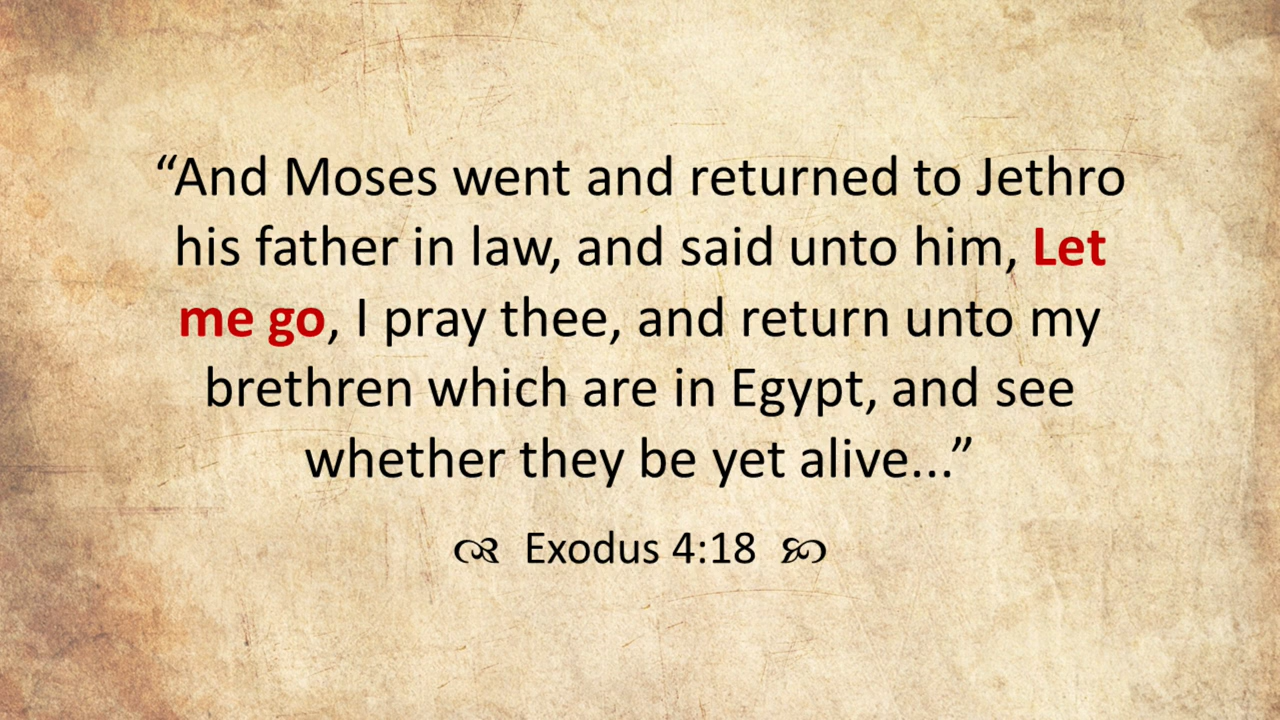 “And Moses went and returned to Jethro
his father in law, and said unto him, Let
me go, I pray thee, and return unto my
brethren which are in Egypt, and see
whether they be yet alive...”
Exodus 4:18